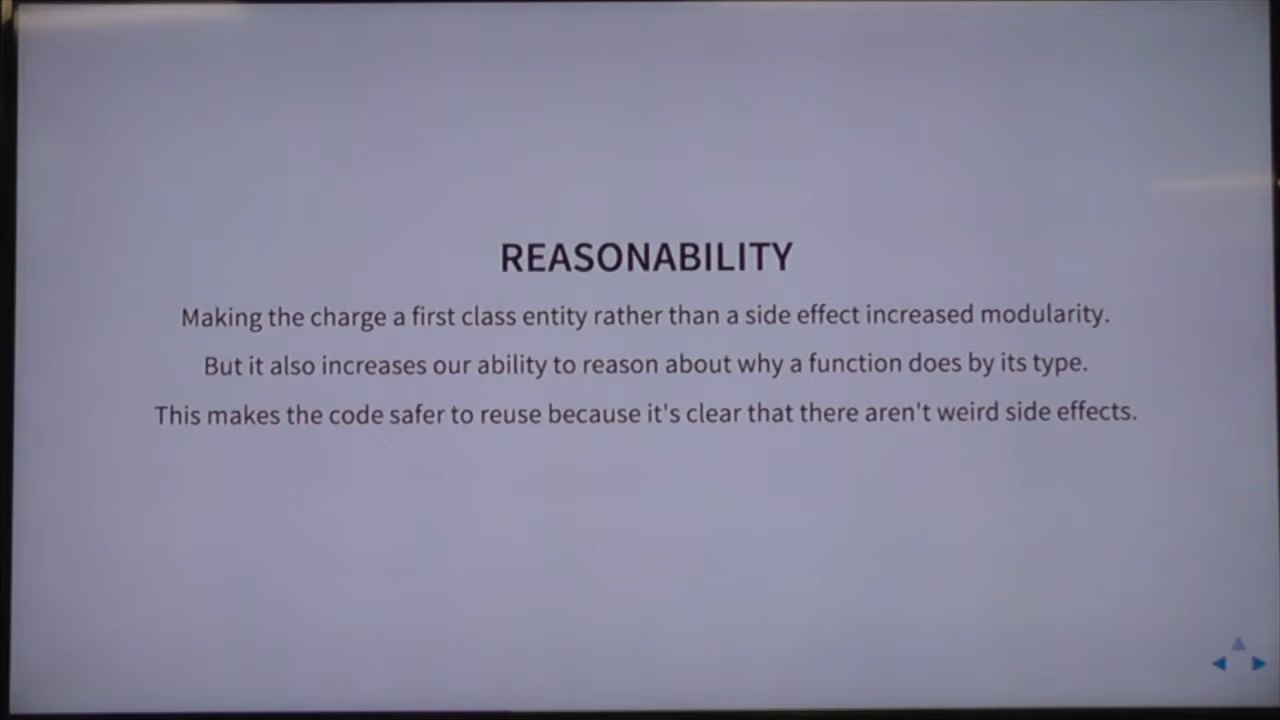 REASONABILITY
Making the charge a first class entity rather than a side effect increased modularity.
But it also increases our ability to reason about why a function does by its type.
This makes the code safer to reuse because it's clear that there aren't weird side effects.